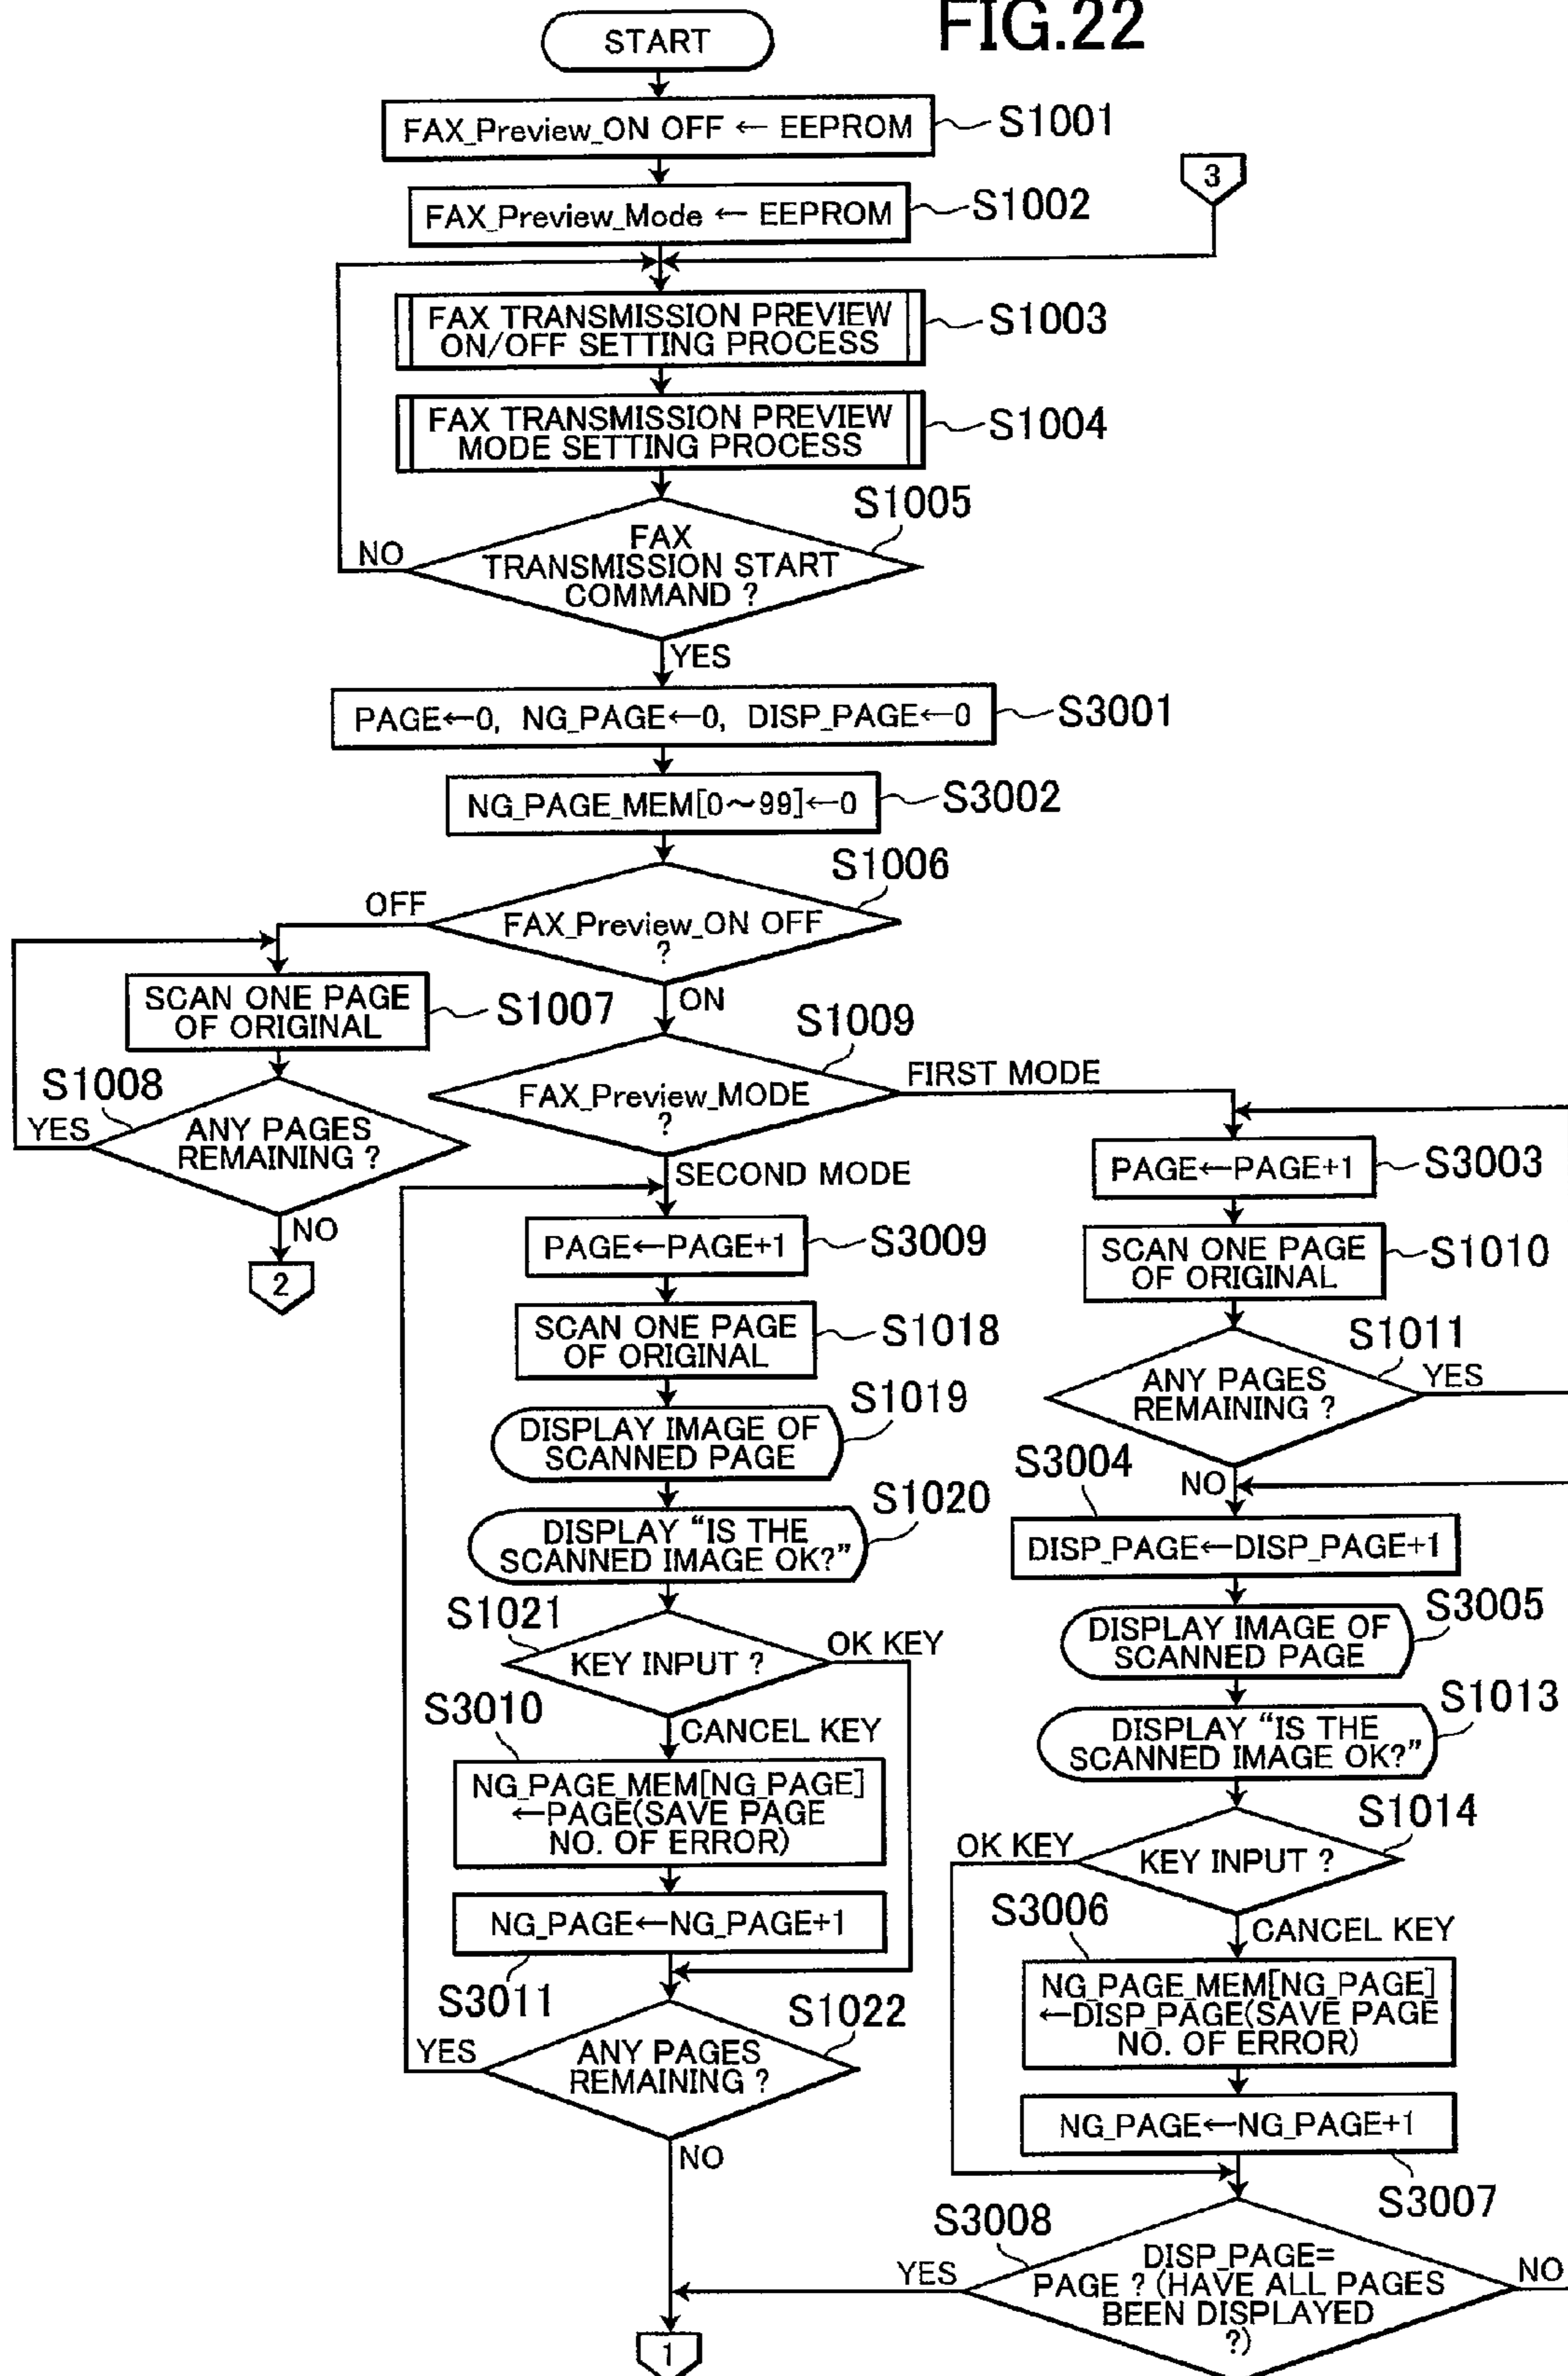 FIG.22
START
FAX_Preview_ON OFF ← EEPROM
S1001
FAX_Preview_Mode ← EEPROM
S1002
3
FAX TRANSMISSION PREVIEW
ON/OFF SETTING PROCESS
S1003
FAX TRANSMISSION PREVIEW
MODE SETTING PROCESS
S1004
S1005
FAX
TRANSMISSION START
COMMAND ?
NO
YES
PAGE←0, NG_PAGE←0, DISP_PAGE←0
S3001
NG_PAGE_MEM[0～99]←0
S3002
S1006
OFF
FAX_Preview_ON OFF
?
ON
SCAN ONE PAGE
OF ORIGINAL
S1007
S1008
YES
ANY PAGES
REMAINING ?
NO
2
S1009
FAX_Preview_MODE
?
FIRST MODE
SECOND MODE
PAGE←PAGE+1
S3009
SCAN ONE PAGE
OF ORIGINAL
S1018
S1019
DISPLAY IMAGE OF
SCANNED PAGE
S1020
DISPLAY “IS THE
SCANNED IMAGE OK?”
S1021
KEY INPUT ?
OK KEY
CANCEL KEY
S3010
NG_PAGE_MEM[NG_PAGE]
←PAGE(SAVE PAGE
NO. OF ERROR)
NG_PAGE←NG_PAGE+1
S3011
S1022
YES
ANY PAGES
REMAINING ?
NO
PAGE←PAGE+1
S3003
SCAN ONE PAGE
OF ORIGINAL
S1010
S1011
ANY PAGES
REMAINING ?
YES
NO
S3004
DISP_PAGE←DISP_PAGE+1
S3005
DISPLAY IMAGE OF
SCANNED PAGE
S1013
DISPLAY “IS THE
SCANNED IMAGE OK?”
S1014
OK KEY
KEY INPUT ?
CANCEL KEY
S3006
NG_PAGE_MEM[NG_PAGE]
←DISP_PAGE(SAVE PAGE
NO. OF ERROR)
NG_PAGE←NG_PAGE+1
S3007
S3008
YES
DISP_PAGE=
PAGE ? (HAVE ALL PAGES
BEEN DISPLAYED
?)
NO
1